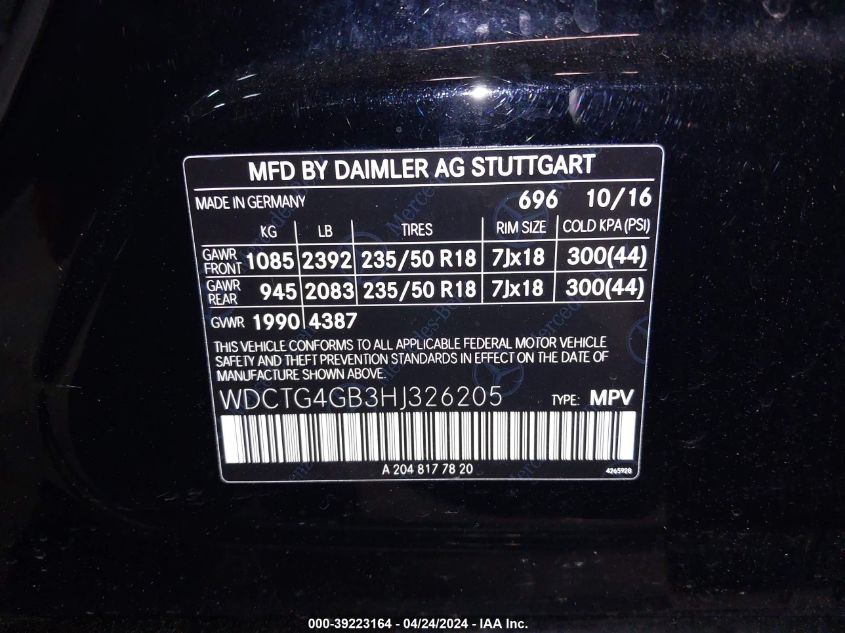 MFD BY DAIMLER AG STUTTGART
MADE IN GERMANY 696 10/16
KG LB TIRES RIM SIZE COLD KPA (PSI)
GAWR FRONT 1085 2392 235/50 R18 7Jx18 300(44)
GAWR REAR 945 2083 235/50 R18 7Jx18 300(44)
GVWR 1990 4387
THIS VEHICLE CONFORMS TO ALL APPLICABLE FEDERAL MOTOR VEHICLE
SAFETY AND THEFT PREVENTION STANDARDS IN EFFECT ON THE DATE OF
MANUFACTURE SHOWN ABOVE.
WDCTG4GB3HJ326205 TYPE: MPV
A 204 817 78 20 4265928
000-39223164 - 04/24/2024 - IAA Inc.